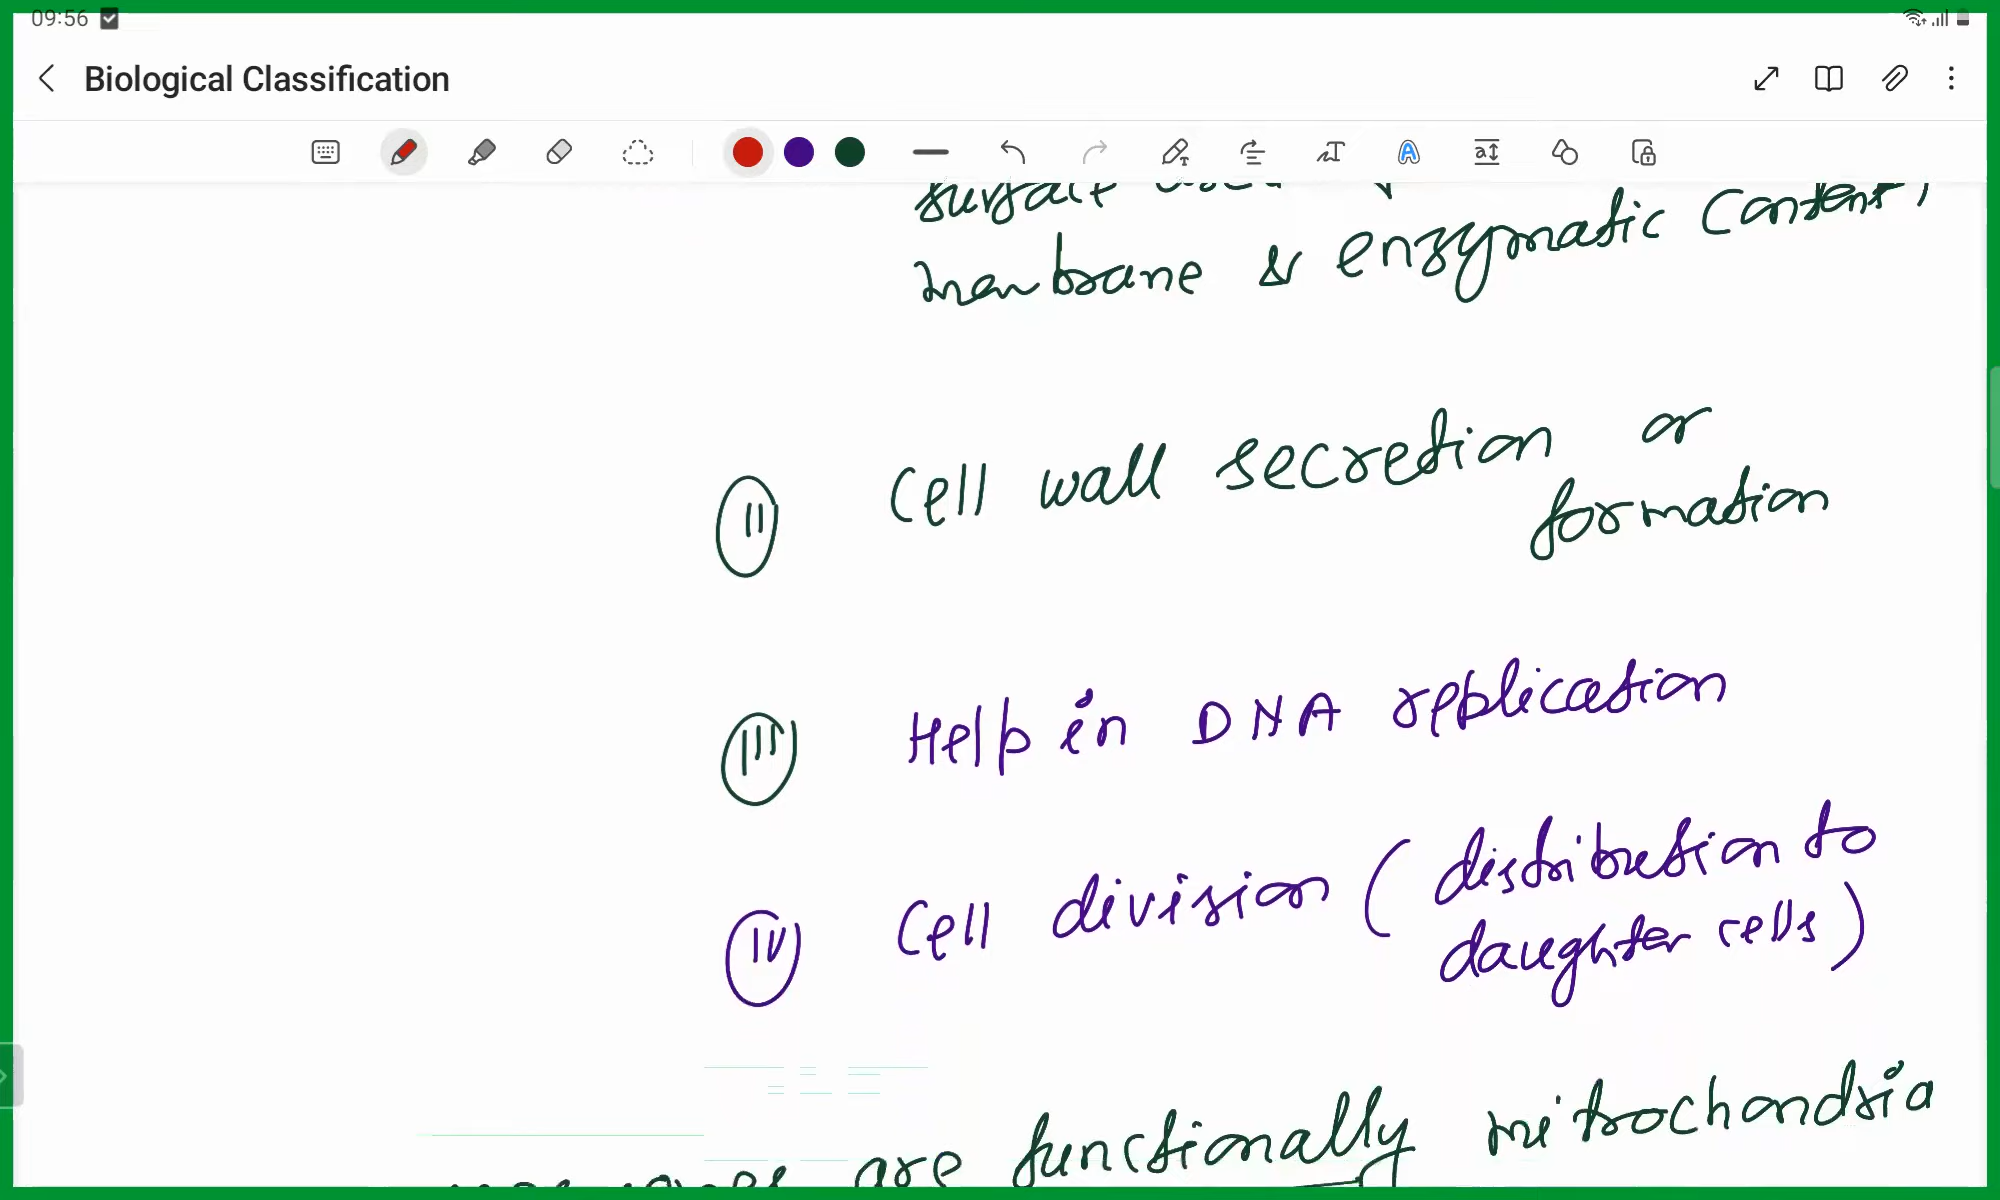 09:56
Biological Classification
surface
membrane & enzymatic content,
(ii) Cell wall secretion or
formation
(iii) Help in DNA replication
(iv) Cell division (distribution to
daughter cells)
are functionally mitochondria